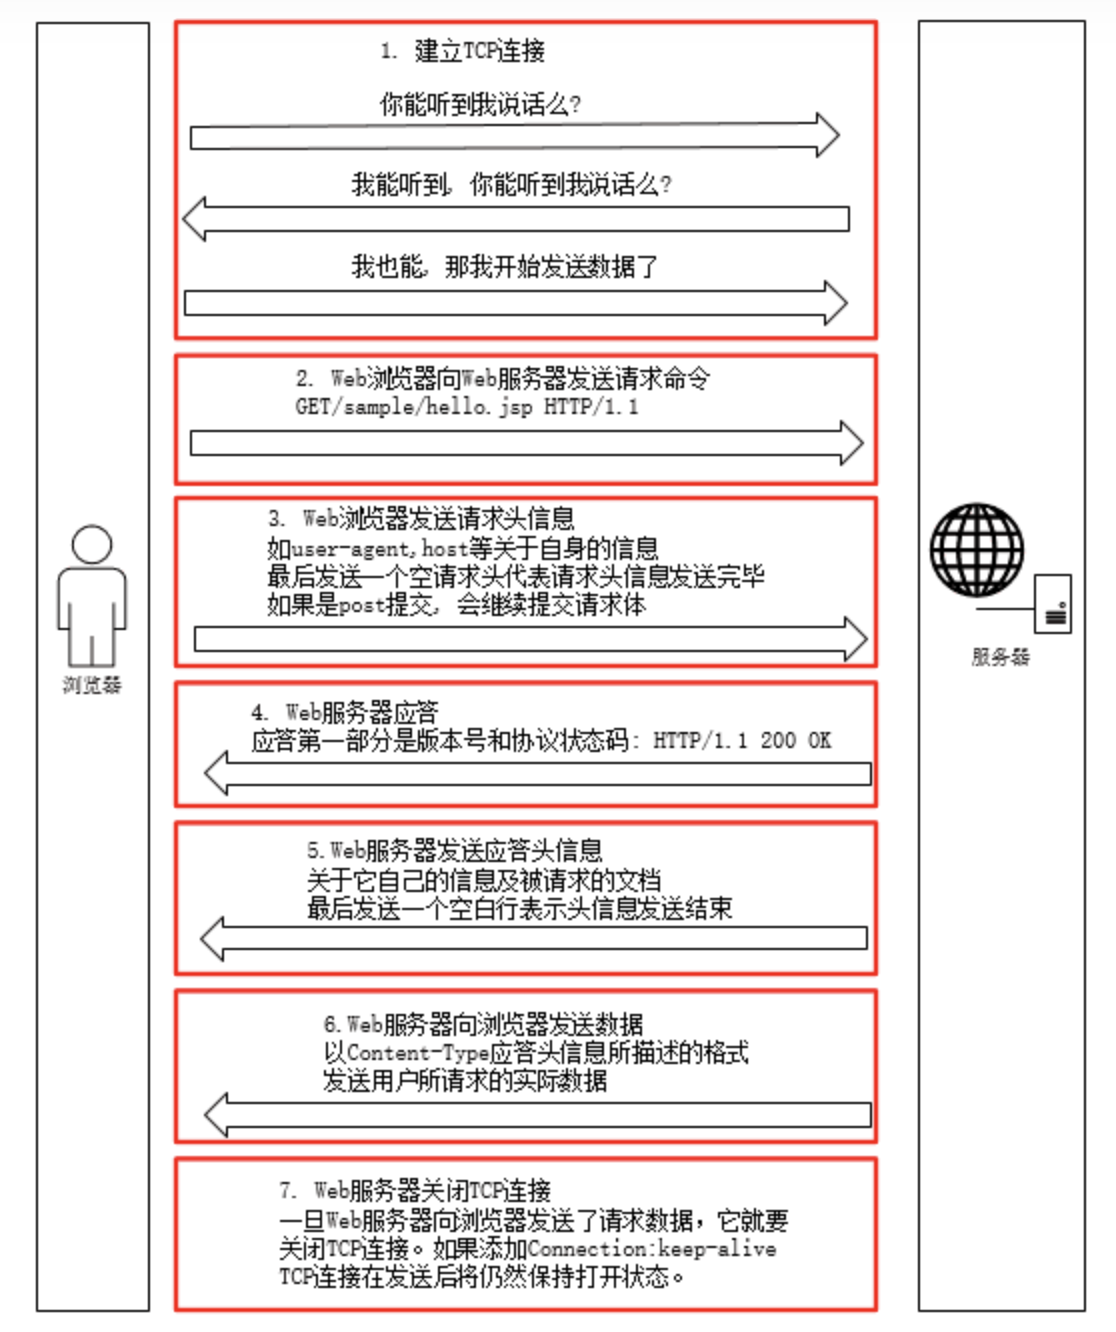 1. 建立TCP连接
你能听到我说话么?
我能听到, 你能听到我说话么?
我也能, 那我开始发送数据了
2. Web浏览器向Web服务器发送请求命令
GET/sample/hello.jsp HTTP/1.1
3. Web浏览器发送请求头信息
如user-agent,host等关于自身的信息
最后发送一个空请求头代表请求头信息发送完毕
如果是post提交, 会继续提交请求体
浏览器
服务器
4. Web服务器应答
应答第一部分是版本号和协议状态码: HTTP/1.1 200 OK
5.Web服务器发送应答头信息
关于它自己的信息及被请求的文档
最后发送一个空白行表示头信息发送结束
6.Web服务器向浏览器发送数据
以Content-Type应答头信息所描述的格式
发送用户所请求的实际数据
7. Web服务器关闭TCP连接
一旦Web服务器向浏览器发送了请求数据，它就要
关闭TCP连接。如果添加Connection:keep-alive
TCP连接在发送后将仍然保持打开状态。